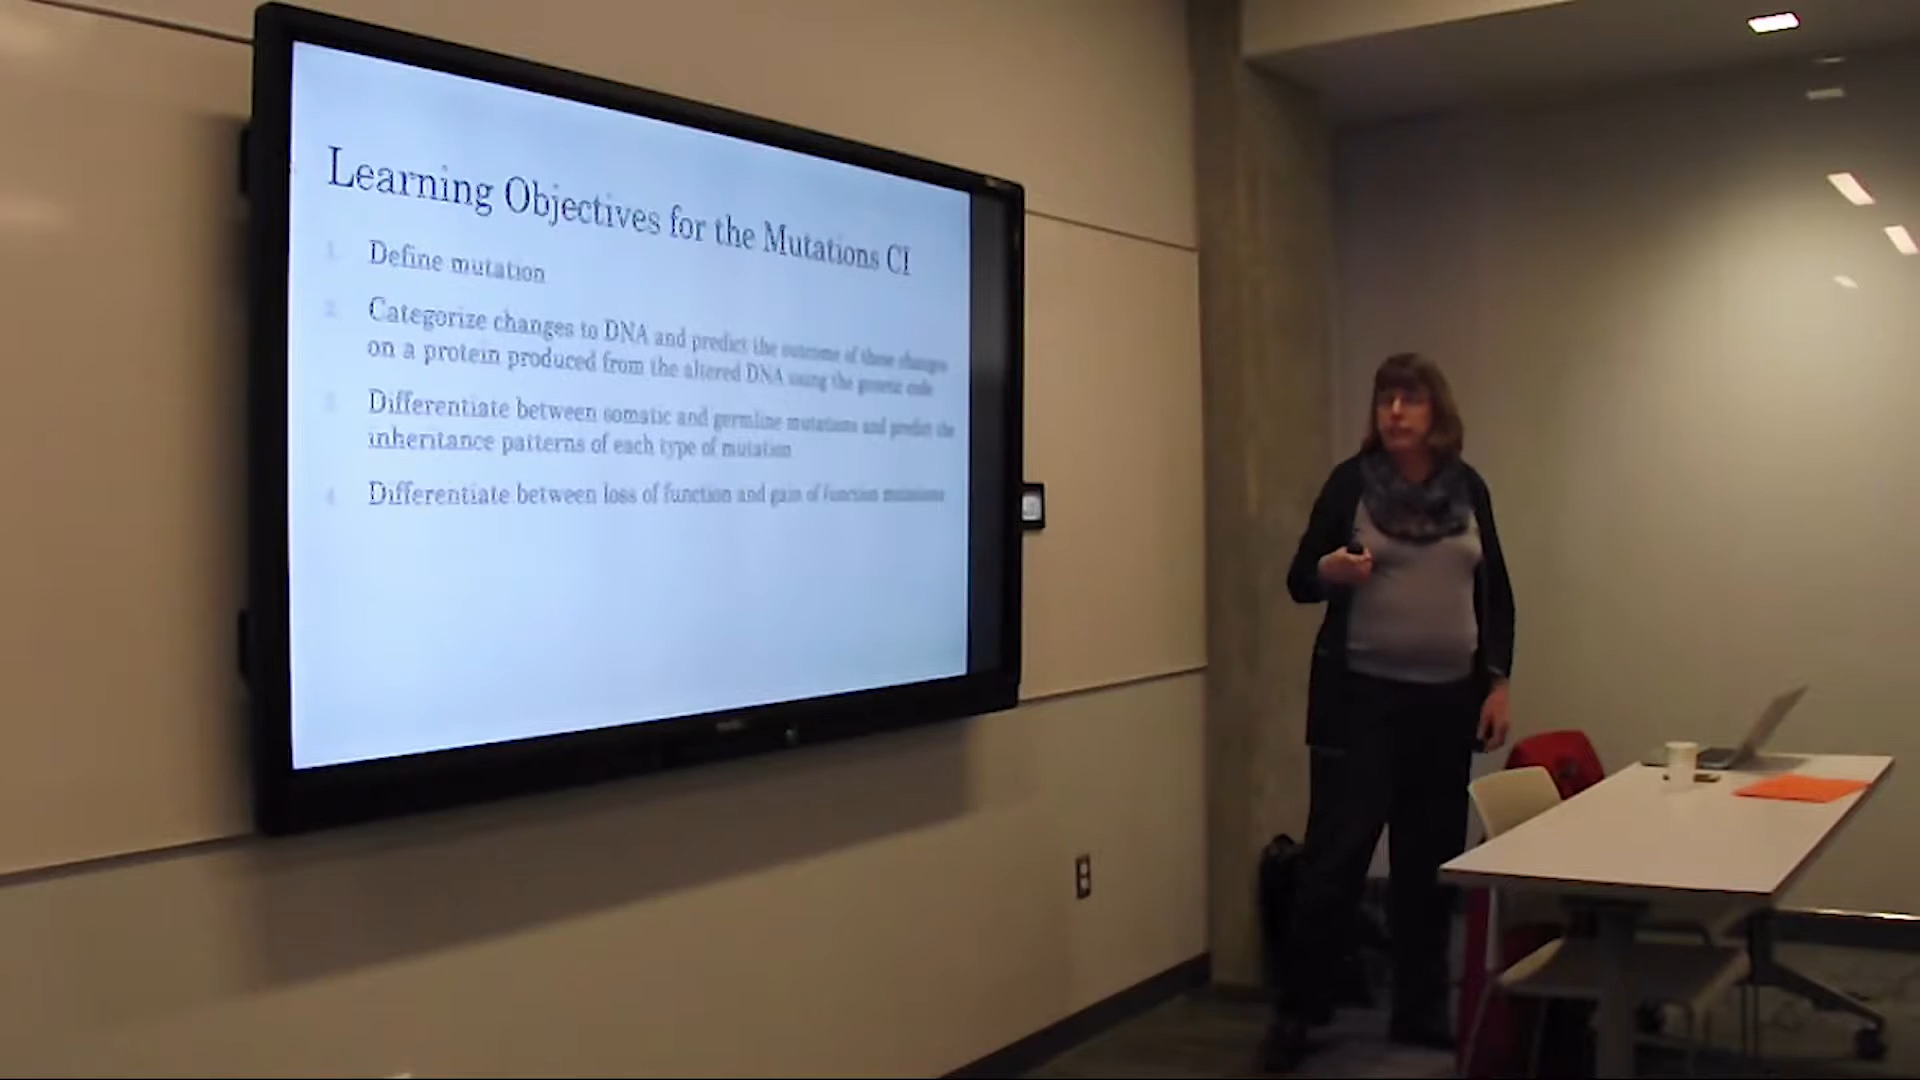 Learning Objectives for the Mutations CI
1. Define mutation
2. Categorize changes to DNA and predict the outcome of these changes
on a protein produced from the altered DNA using the genetic code
3. Differentiate between somatic and germline mutations and predict the
inheritance patterns of each type of mutation
4. Differentiate between loss of function and gain of function mutations